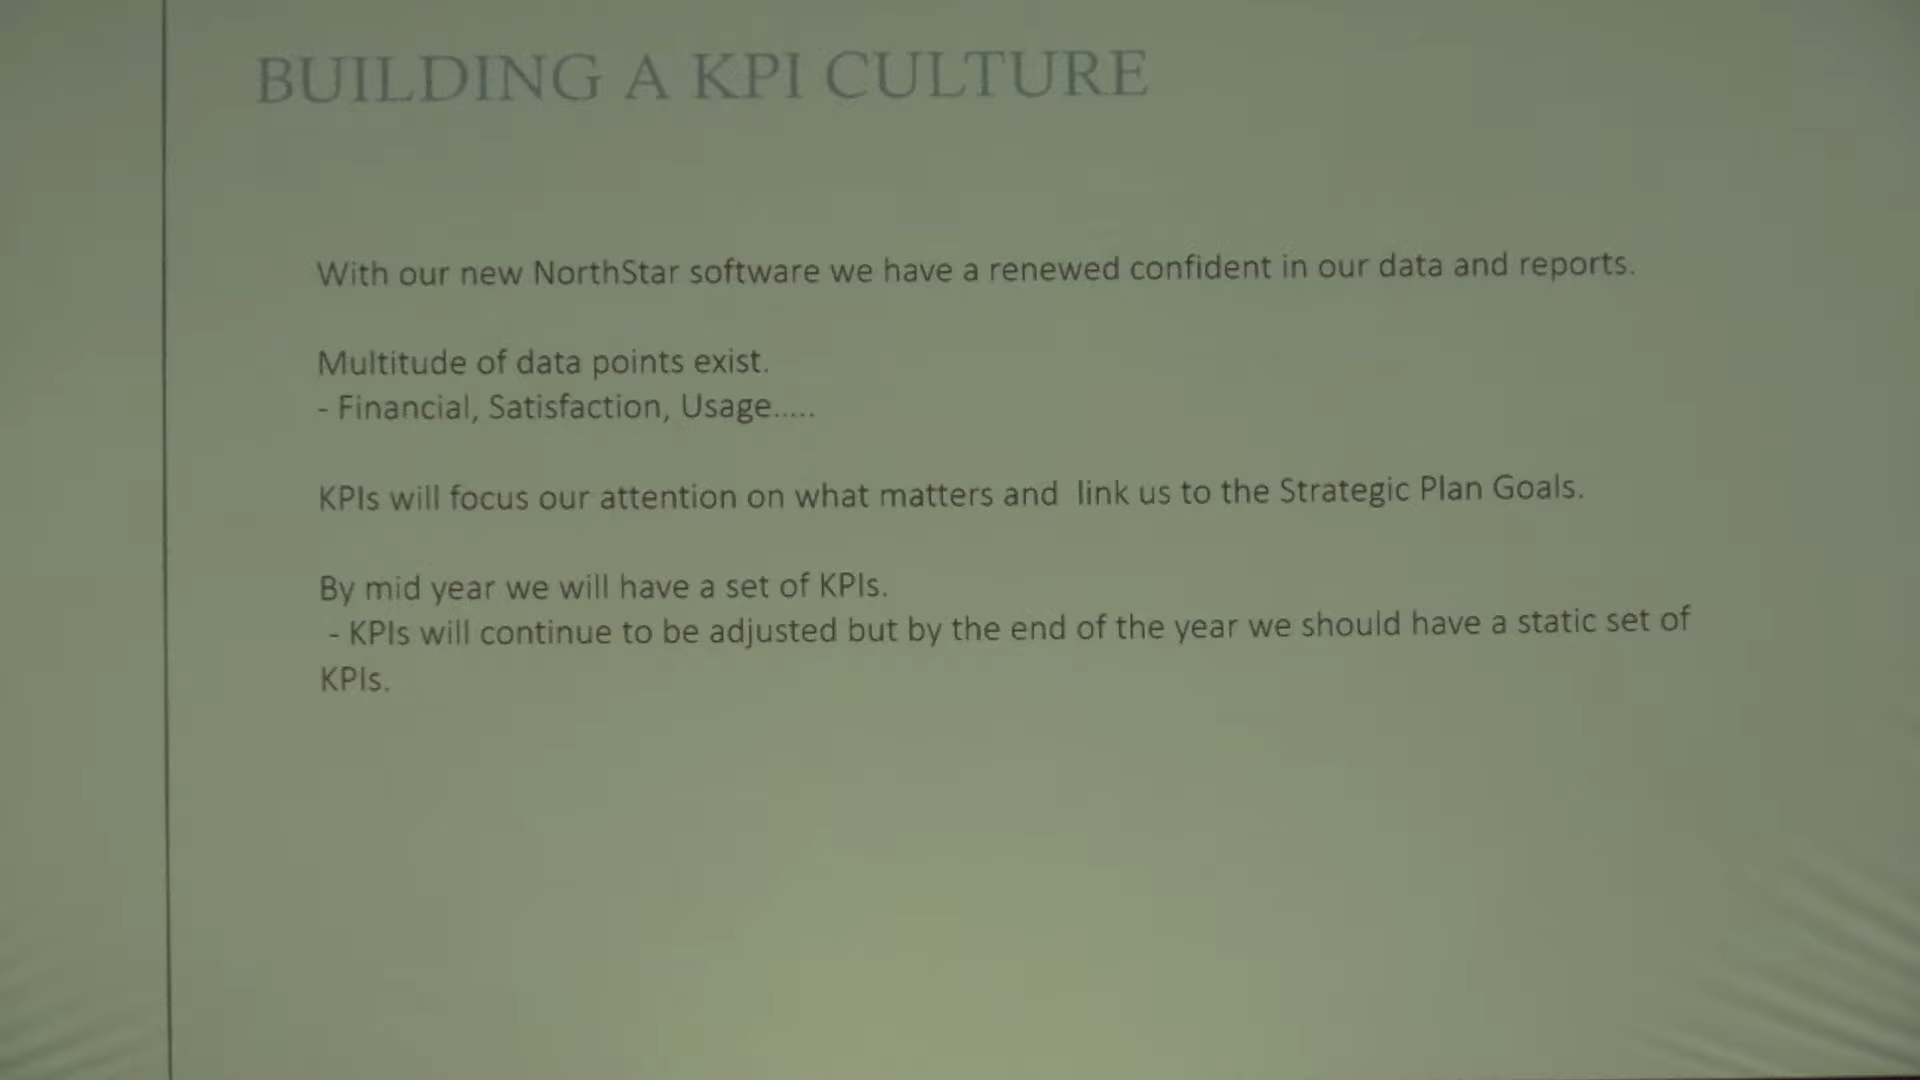 BUILDING A KPI CULTURE
With our new NorthStar software we have a renewed confident in our data and reports.
Multitude of data points exist.
- Financial, Satisfaction, Usage.....
KPIs will focus our attention on what matters and  link us to the Strategic Plan Goals.
By mid year we will have a set of KPIs.
- KPIs will continue to be adjusted but by the end of the year we should have a static set of
KPIs.